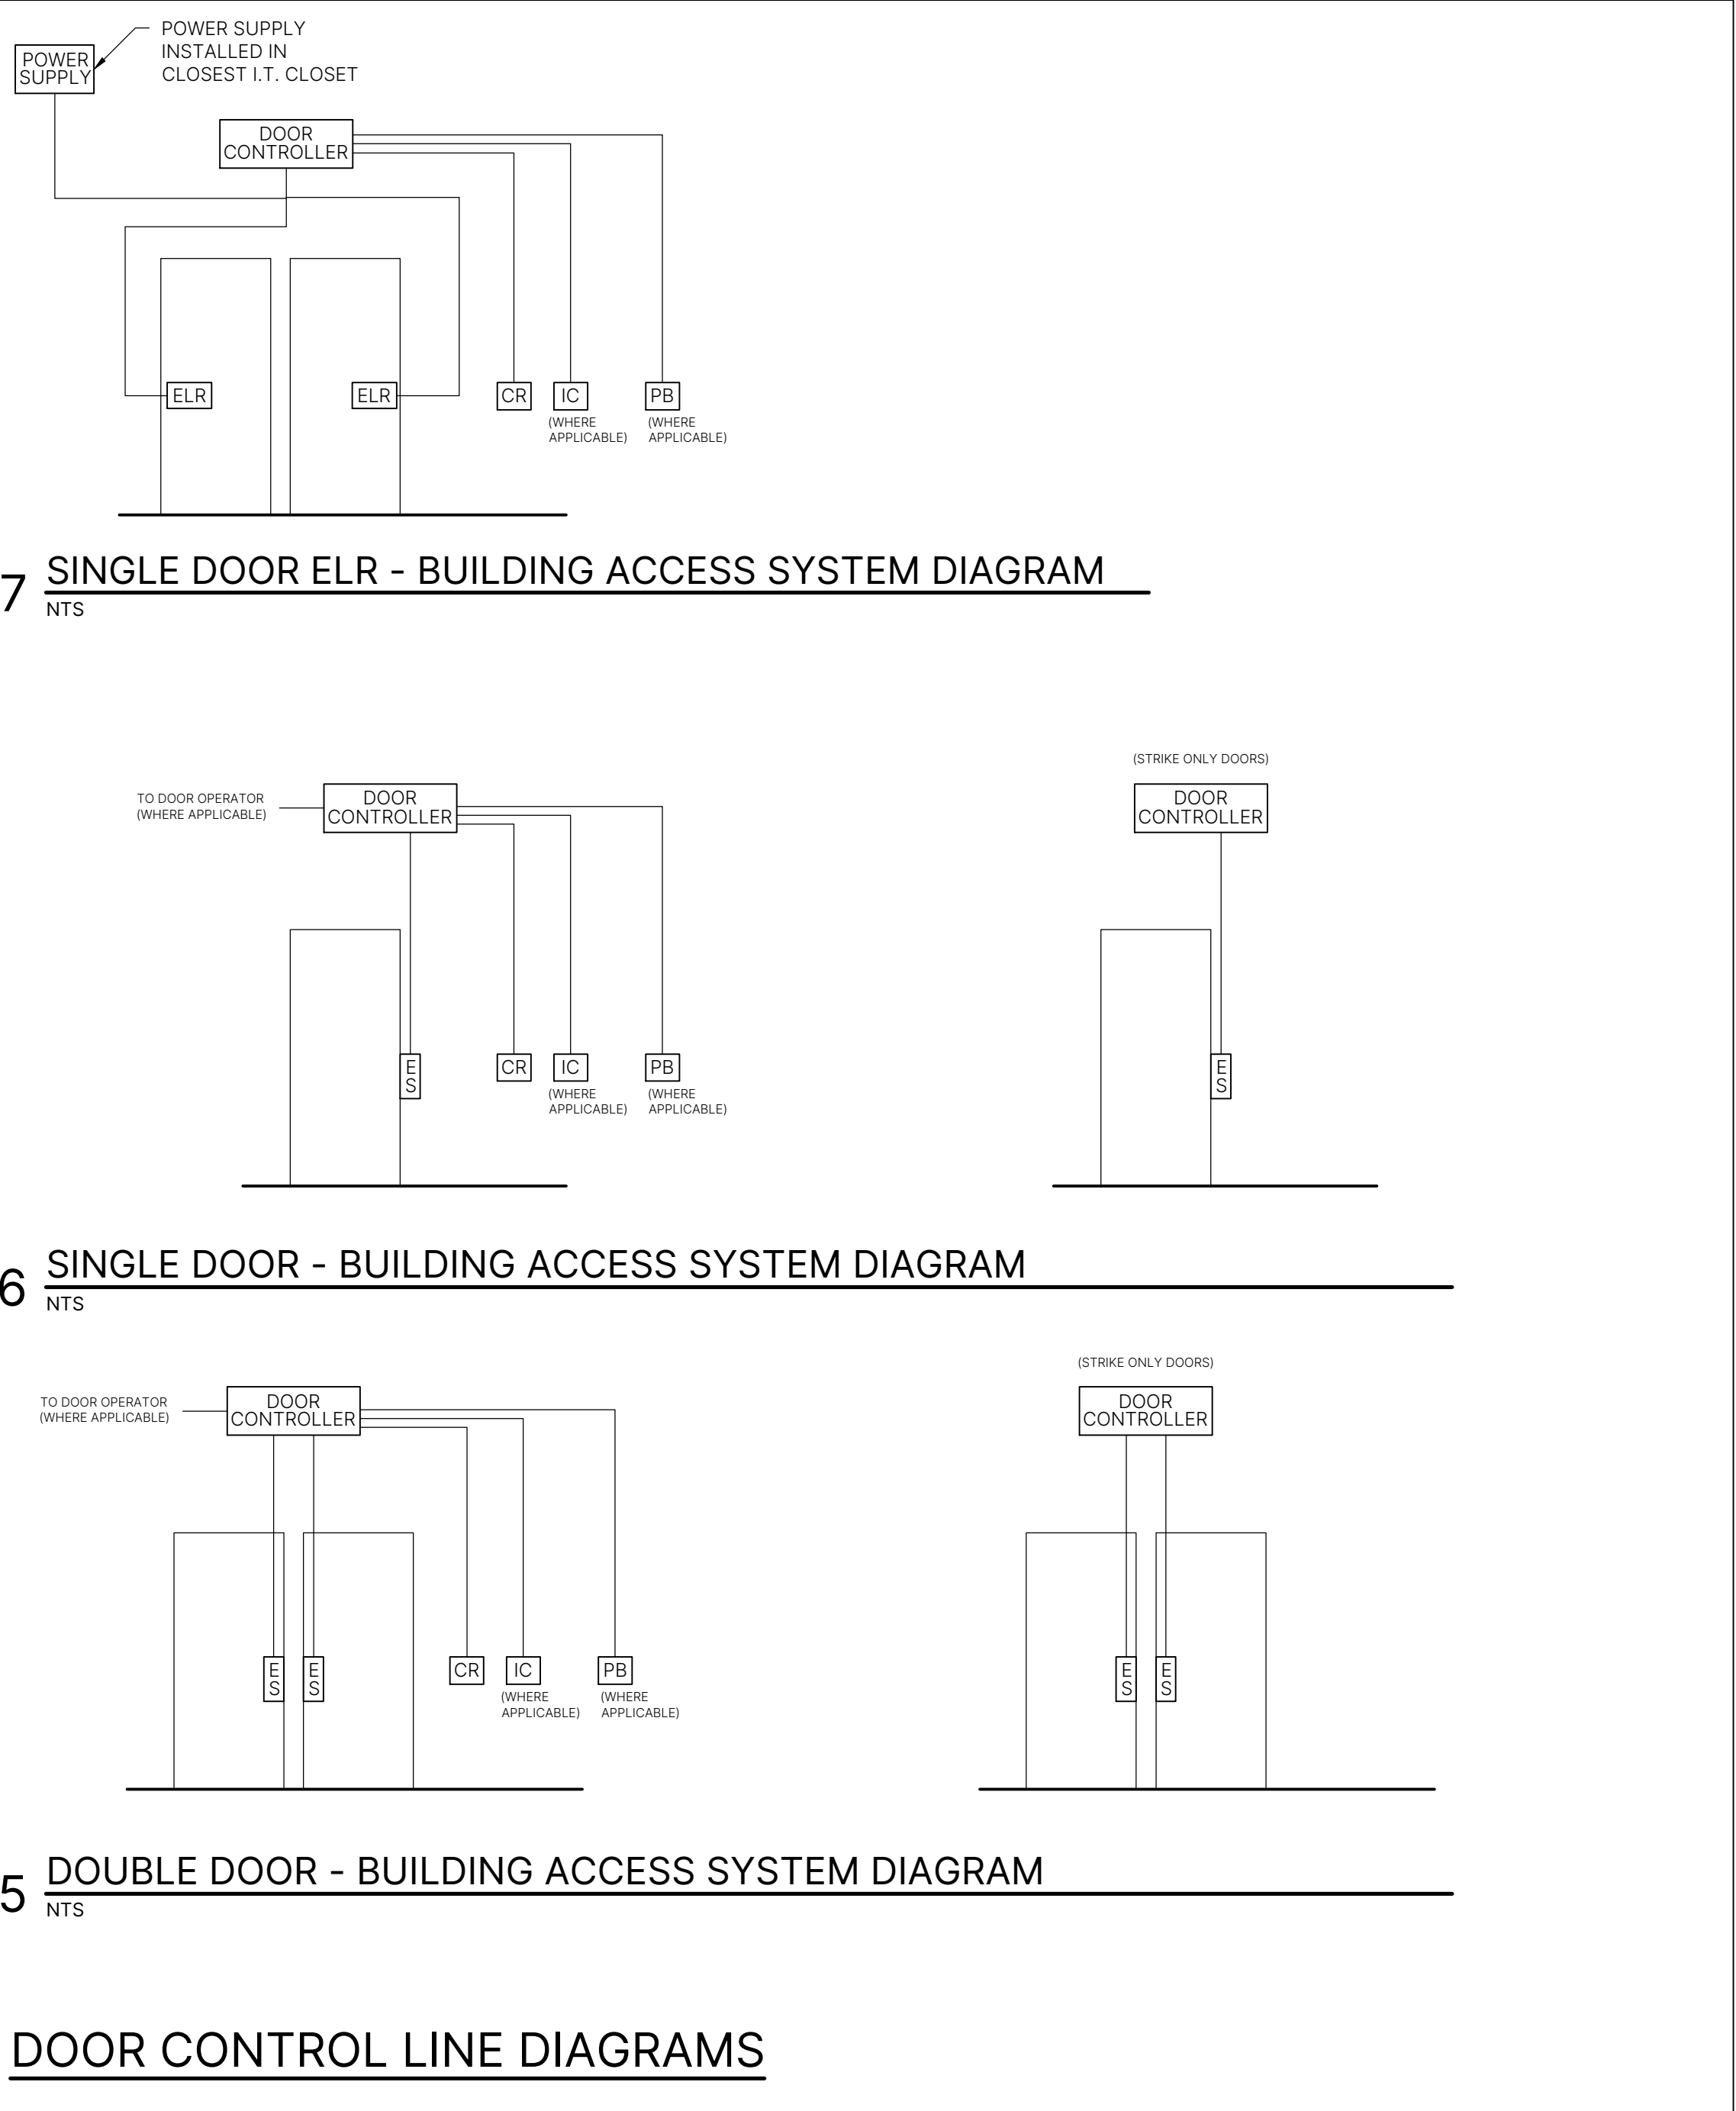 POWER SUPPLY
INSTALLED IN
CLOSEST I.T. CLOSET
POWER
SUPPLY
DOOR
CONTROLLER
ELR
ELR
CR
IC
PB
(WHERE
APPLICABLE)
(WHERE
APPLICABLE)
7
SINGLE DOOR ELR - BUILDING ACCESS SYSTEM DIAGRAM
NTS
TO DOOR OPERATOR
(WHERE APPLICABLE)
DOOR
CONTROLLER
E
S
CR
IC
PB
(WHERE
APPLICABLE)
(WHERE
APPLICABLE)
(STRIKE ONLY DOORS)
DOOR
CONTROLLER
E
S
6
SINGLE DOOR - BUILDING ACCESS SYSTEM DIAGRAM
NTS
TO DOOR OPERATOR
(WHERE APPLICABLE)
DOOR
CONTROLLER
E
S
E
S
CR
IC
PB
(WHERE
APPLICABLE)
(WHERE
APPLICABLE)
(STRIKE ONLY DOORS)
DOOR
CONTROLLER
E
S
E
S
5
DOUBLE DOOR - BUILDING ACCESS SYSTEM DIAGRAM
NTS
DOOR CONTROL LINE DIAGRAMS